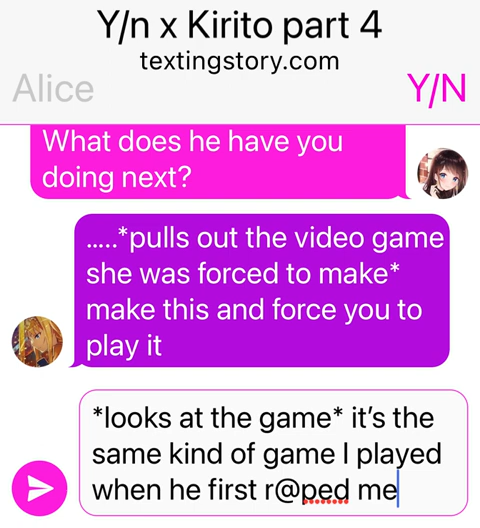 Y/n x Kirito part 4
textingstory.com
Alice
Y/N
What does he have you
doing next?
.....*pulls out the video game
she was forced to make*
make this and force you to
play it
*looks at the game* it’s the
same kind of game I played
when he first r@ped me